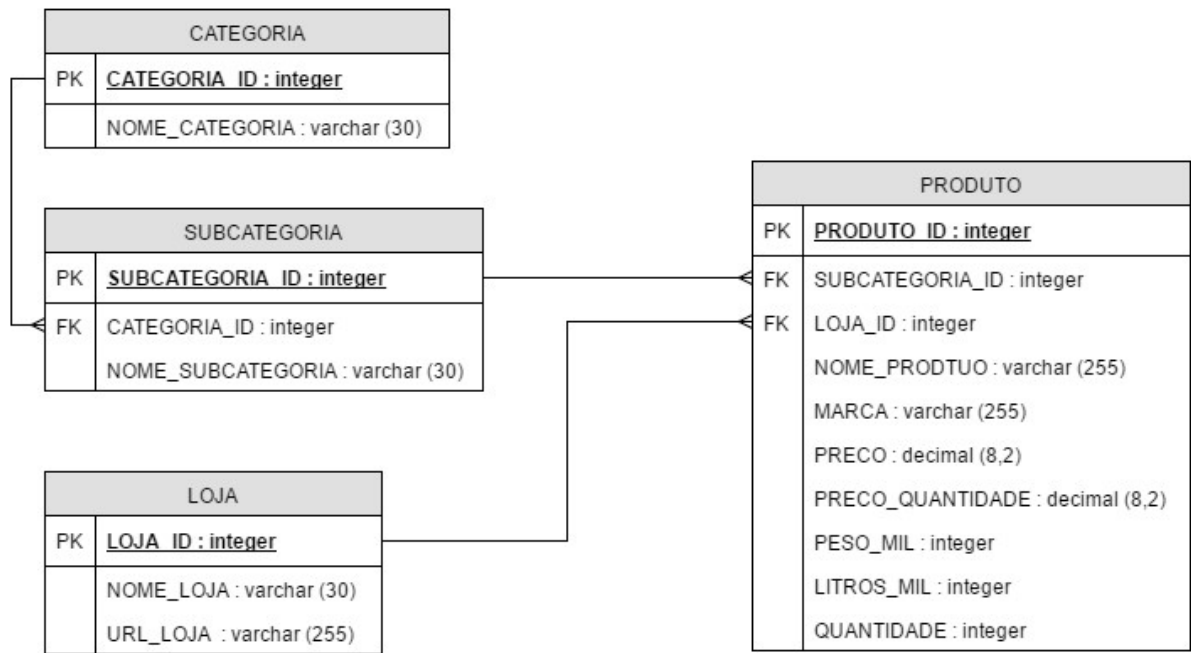 CATEGORIA
PK CATEGORIA_ID : integer
NOME_CATEGORIA : varchar (30)
SUBCATEGORIA
PK SUBCATEGORIA_ID : integer
FK CATEGORIA_ID : integer
NOME_SUBCATEGORIA : varchar (30)
LOJA
PK LOJA_ID : integer
NOME_LOJA : varchar (30)
URL_LOJA : varchar (255)
PRODUTO
PK PRODUTO_ID : integer
FK SUBCATEGORIA_ID : integer
FK LOJA_ID : integer
NOME_PRODTUO : varchar (255)
MARCA : varchar (255)
PRECO : decimal (8,2)
PRECO_QUANTIDADE : decimal (8,2)
PESO_MIL : integer
LITROS_MIL : integer
QUANTIDADE : integer